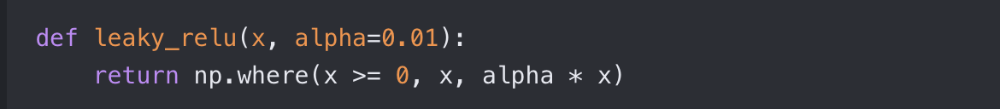 def leaky_relu(x, alpha=0.01):
    return np.where(x >= 0, x, alpha * x)